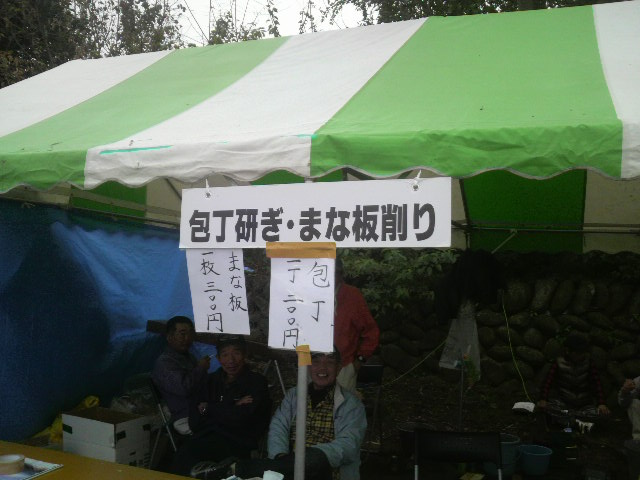 包丁研ぎ・まな板削り
まな板
一枚三〇〇円
包丁
一丁二〇〇円